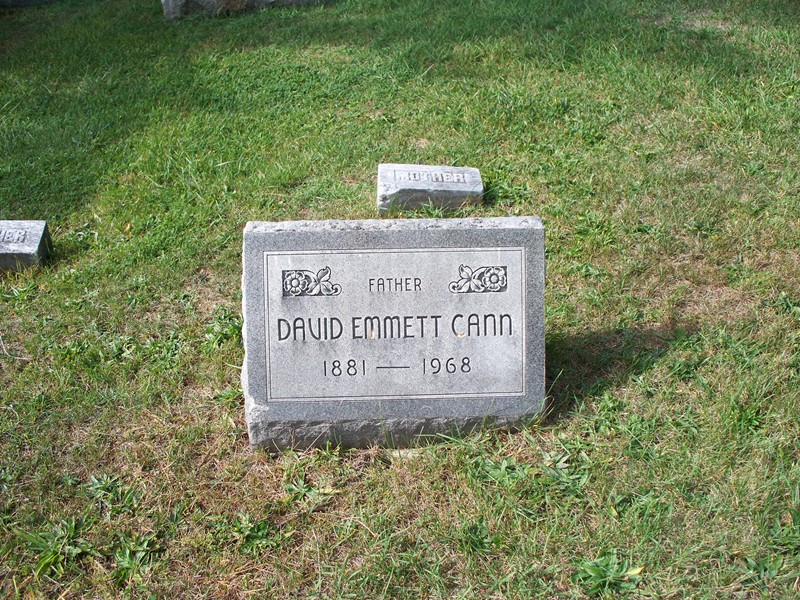 MOTHER
FATHER
DAVID EMMETT CANN
1881 — 1968